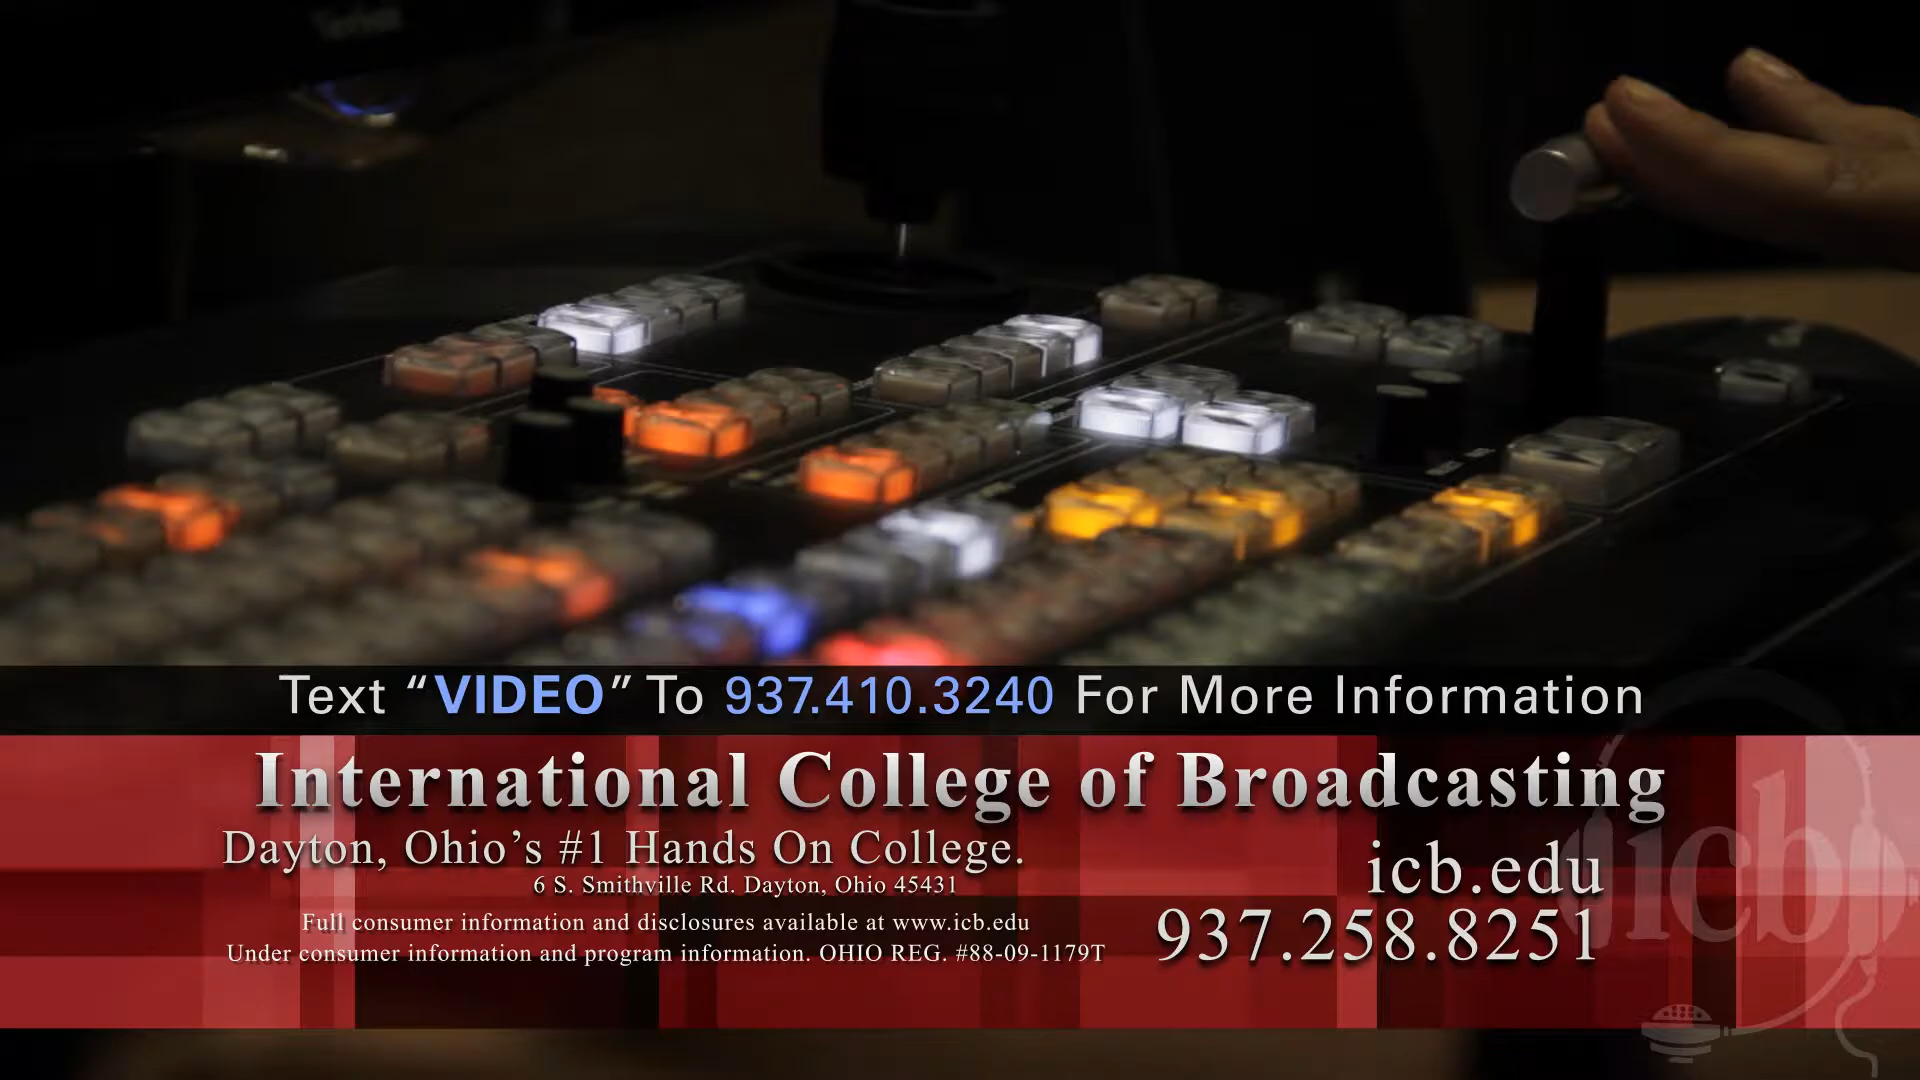 Text “VIDEO” To 937.410.3240 For More Information
International College of Broadcasting
Dayton, Ohio’s #1 Hands On College.
6 S. Smithville Rd. Dayton, Ohio 45431
icb.edu
Full consumer information and disclosures available at www.icb.edu
Under consumer information and program information. OHIO REG. #88-09-1179T
937.258.8251
icb